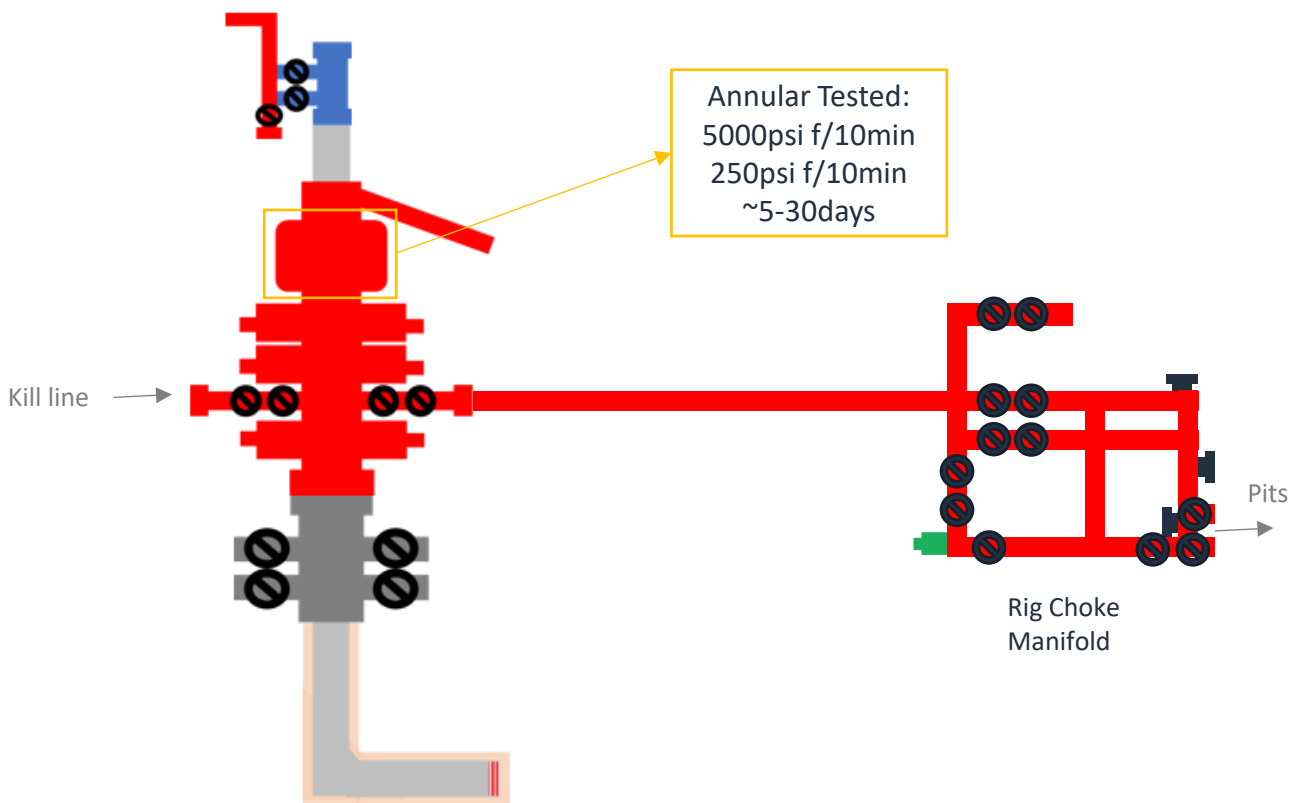 Annular Tested:
5000psi f/10min
250psi f/10min
~5-30days
Kill line
Pits
Rig Choke
Manifold